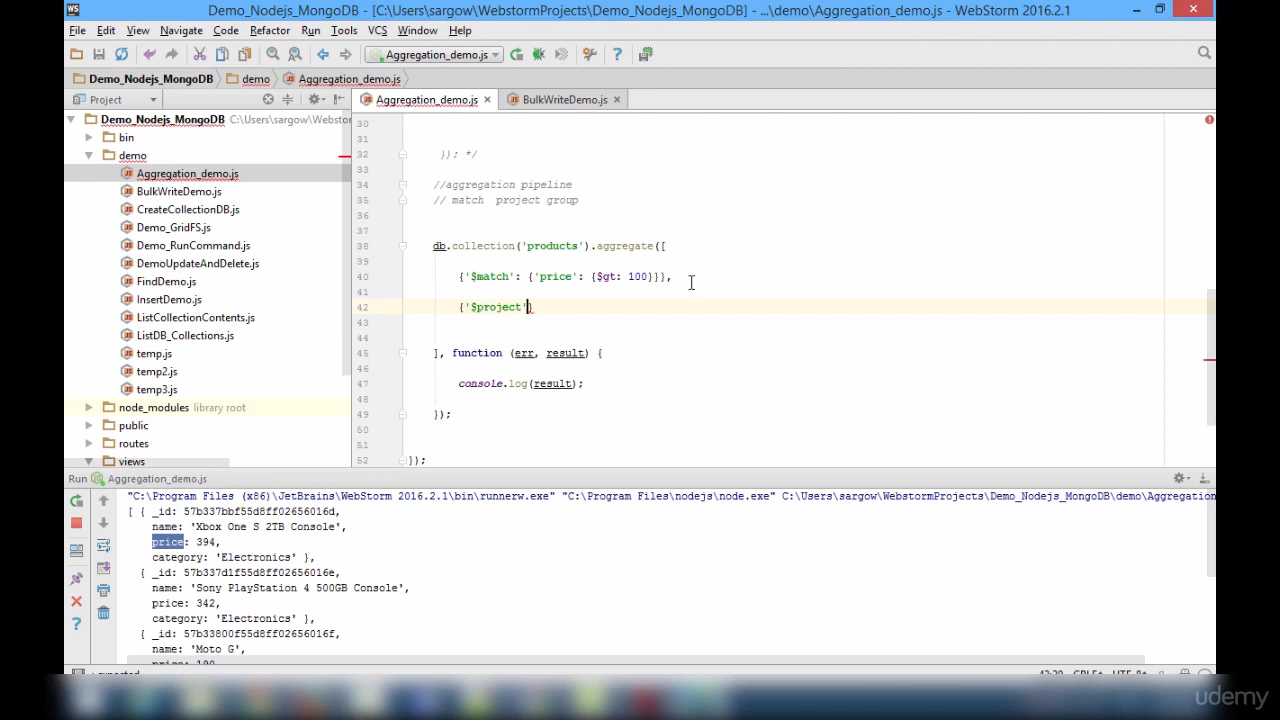 WS
Demo_Nodejs_MongoDB - [C:\Users\sargow\WebstormProjects\Demo_Nodejs_MongoDB] - ...\demo\Aggregation_demo.js - WebStorm 2016.2.1
File Edit View Navigate Code Refactor Run Tools VCS Window Help
Aggregation_demo.js
Demo_Nodejs_MongoDB demo Aggregation_demo.js
Project
Aggregation_demo.js BulkWriteDemo.js
Demo_Nodejs_MongoDB C:\Users\sargow\Webstor
bin
demo
Aggregation_demo.js
BulkWriteDemo.js
CreateCollectionDB.js
Demo_GridFS.js
Demo_RunCommand.js
DemoUpdateAndDelete.js
FindDemo.js
InsertDemo.js
ListCollectionContents.js
ListDB_Collections.js
temp.js
temp2.js
temp3.js
node_modules library root
public
routes
views
30
31
32 }); */
33
34 //aggregation pipeline
35 // match project group
36
37
38 db.collection('products').aggregate([
39
40 {'$match': {'price': {$gt: 100}}},
41
42 {'$project'}
43
44
45 ], function (err, result) {
46
47 console.log(result);
48
49 });
50
51
52 });
Run Aggregation_demo.js
"C:\Program Files (x86)\JetBrains\WebStorm 2016.2.1\bin\runnerw.exe" "C:\Program Files\nodejs\node.exe" C:\Users\sargow\WebstormProjects\Demo_Nodejs_MongoDB\demo\Aggregation
[ { _id: 57b337bbf55d8ff02656016d,
name: 'Xbox One S 2TB Console',
price: 394,
category: 'Electronics' },
{ _id: 57b337d1f55d8ff02656016e,
name: 'Sony PlayStation 4 500GB Console',
price: 342,
category: 'Electronics' },
{ _id: 57b33800f55d8ff02656016f,
name: 'Moto G',
udemy